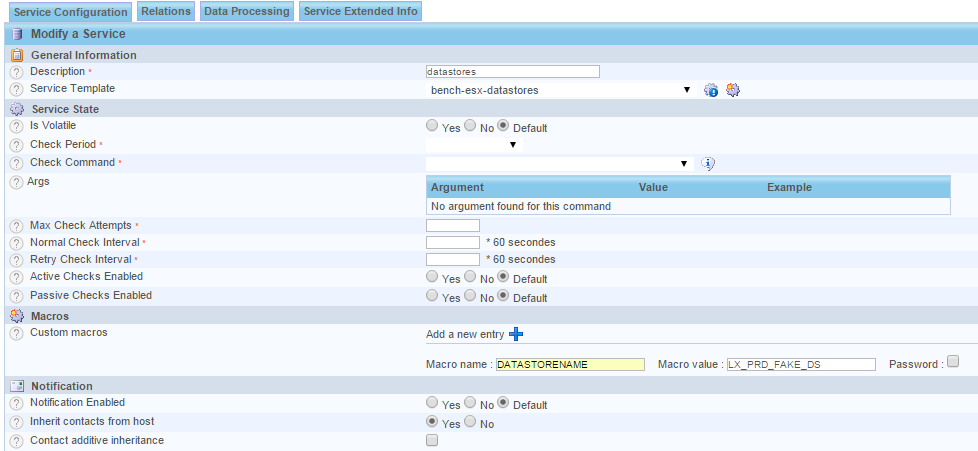 Service Configuration Relations Data Processing Service Extended Info
Modify a Service
General Information
? Description * datastores
? Service Template bench-esx-datastores
Service State
? Is Volatile Yes No Default
? Check Period *
? Check Command *
? Args Argument Value Example
No argument found for this command
? Max Check Attempts *
? Normal Check Interval * * 60 secondes
? Retry Check Interval * * 60 secondes
? Active Checks Enabled Yes No Default
? Passive Checks Enabled Yes No Default
Macros
? Custom macros Add a new entry
Macro name : DATASTORENAME Macro value : LX_PRD_FAKE_DS Password :
Notification
? Notification Enabled Yes No Default
? Inherit contacts from host Yes No
? Contact additive inheritance